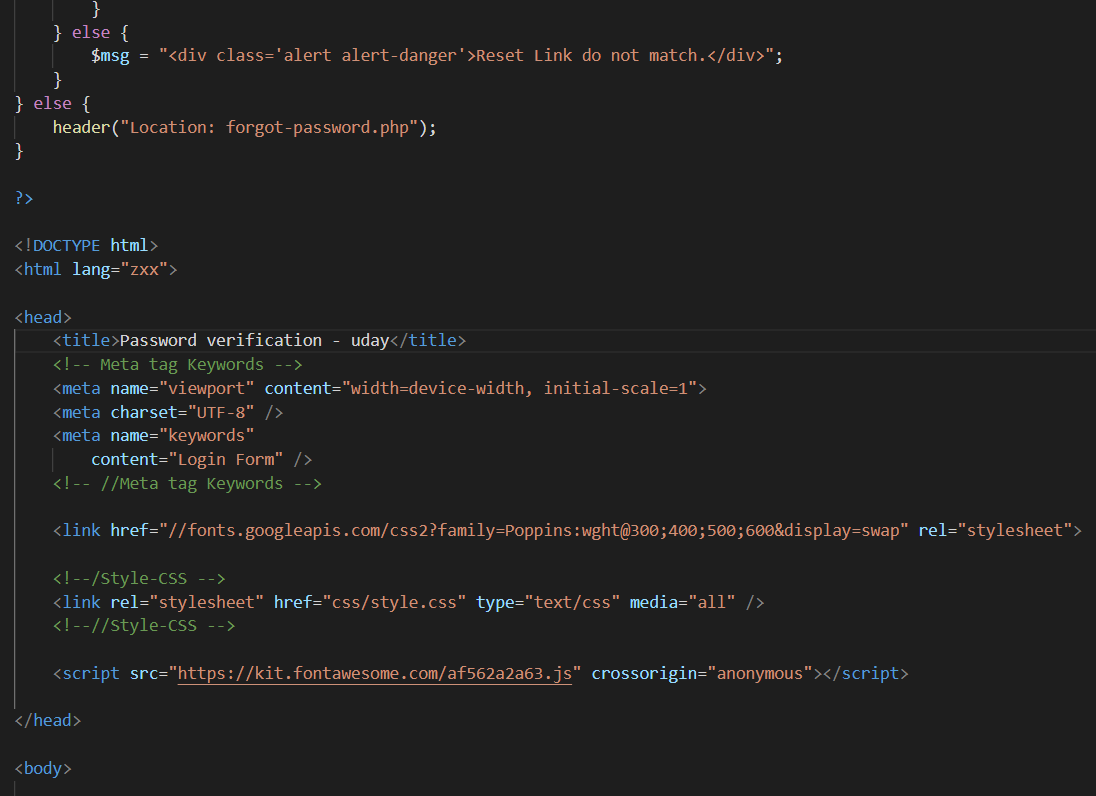 }
} else {
$msg = "<div class='alert alert-danger'>Reset Link do not match.</div>";
}
} else {
header("Location: forgot-password.php");
}
?>
<!DOCTYPE html>
<html lang="zxx">
<head>
<title>Password verification - uday</title>
<!-- Meta tag Keywords -->
<meta name="viewport" content="width=device-width, initial-scale=1">
<meta charset="UTF-8" />
<meta name="keywords"
content="Login Form" />
<!-- //Meta tag Keywords -->
<link href="//fonts.googleapis.com/css2?family=Poppins:wght@300;400;500;600&display=swap" rel="stylesheet">
<!--/Style-CSS -->
<link rel="stylesheet" href="css/style.css" type="text/css" media="all" />
<!--//Style-CSS -->
<script src="https://kit.fontawesome.com/af562a2a63.js" crossorigin="anonymous"></script>
</head>
<body>